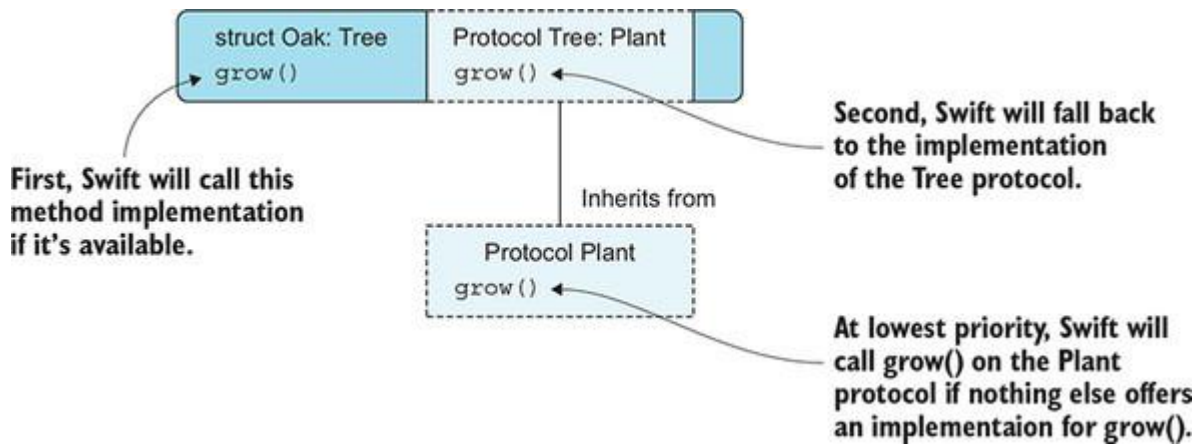 struct Oak: Tree
grow()
Protocol Tree: Plant
grow()
First, Swift will call this
method implementation
if it's available.
Second, Swift will fall back
to the implementation
of the Tree protocol.
Inherits from
Protocol Plant
grow()
At lowest priority, Swift will
call grow() on the Plant
protocol if nothing else offers
an implementaion for grow().